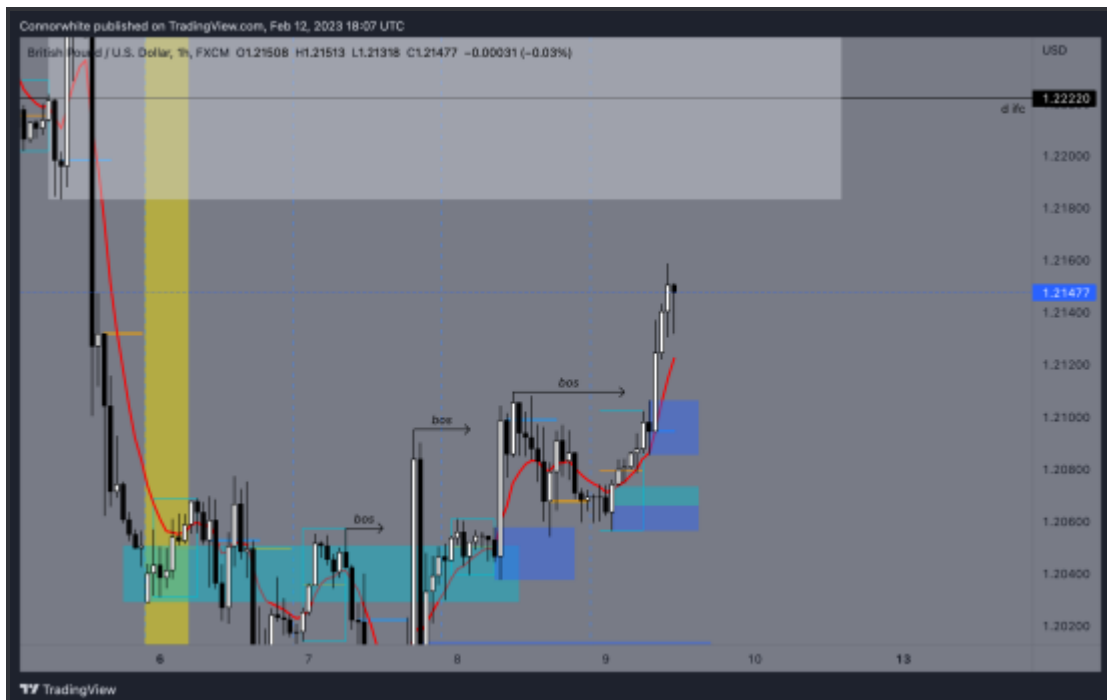 Connorwhite published on TradingView.com, Feb 12, 2023 18:07 UTC
British Pound / U.S. Dollar, 1h, FXCM O1.21508 H1.21513 L1.21318 C1.21477 −0.00031 (−0.03%)
USD
1.22220
d ifc
1.22000
1.21800
1.21600
1.21477
1.21400
1.21200
bos
1.21000
bos
1.20800
bos
1.20600
1.20400
1.20200
6 7 8 9 10 13
TradingView